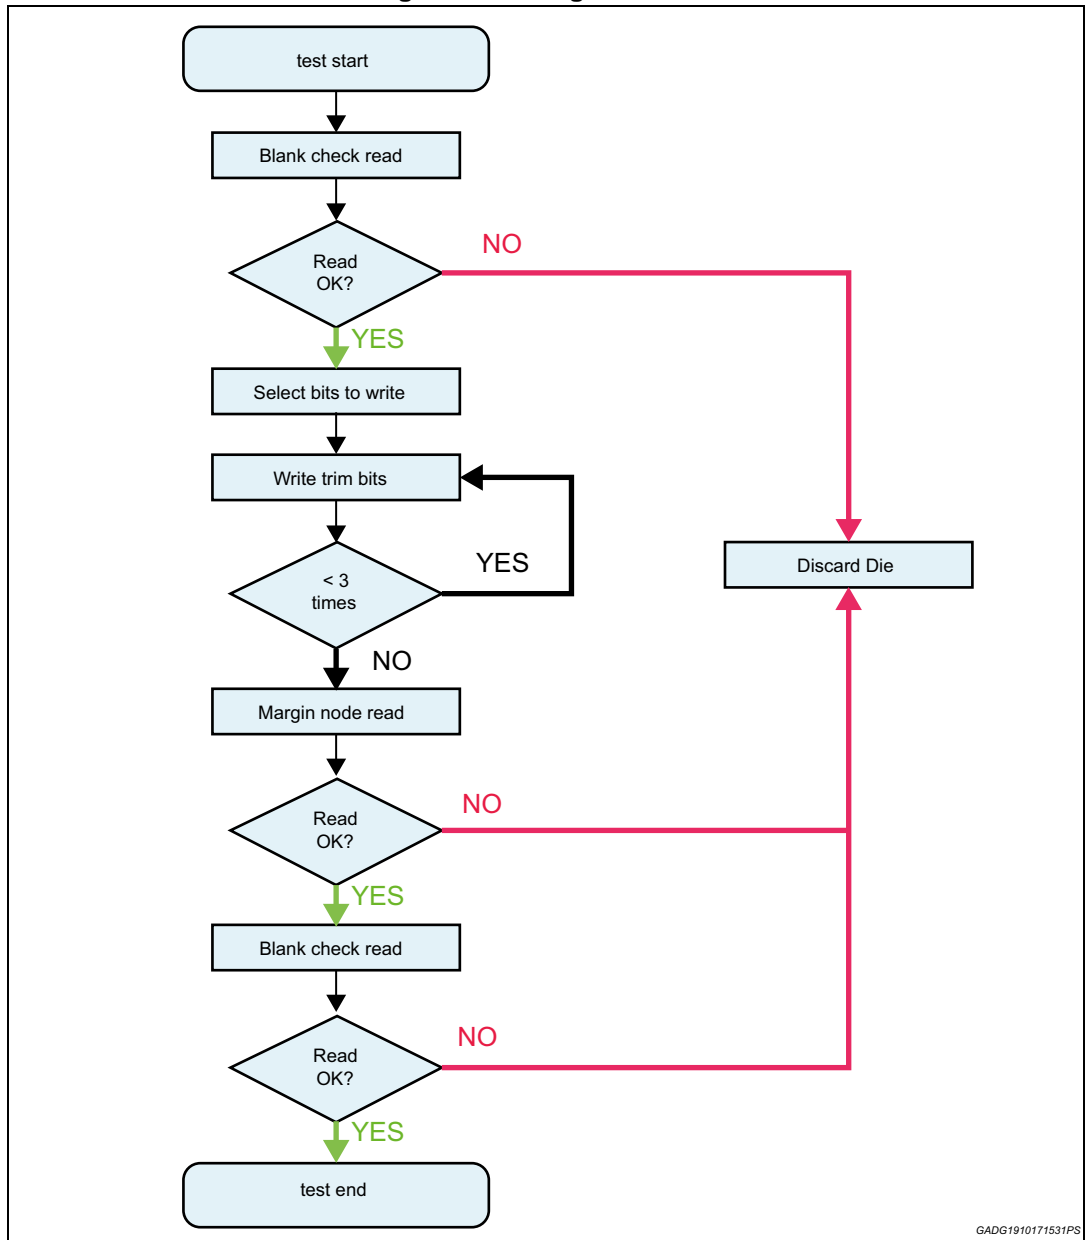 test start
Blank check read
Read
OK?
NO
YES
Select bits to write
Write trim bits
< 3
times
YES
Discard Die
NO
Margin node read
Read
OK?
NO
YES
Blank check read
Read
OK?
NO
YES
test end
GADG1910171531PS